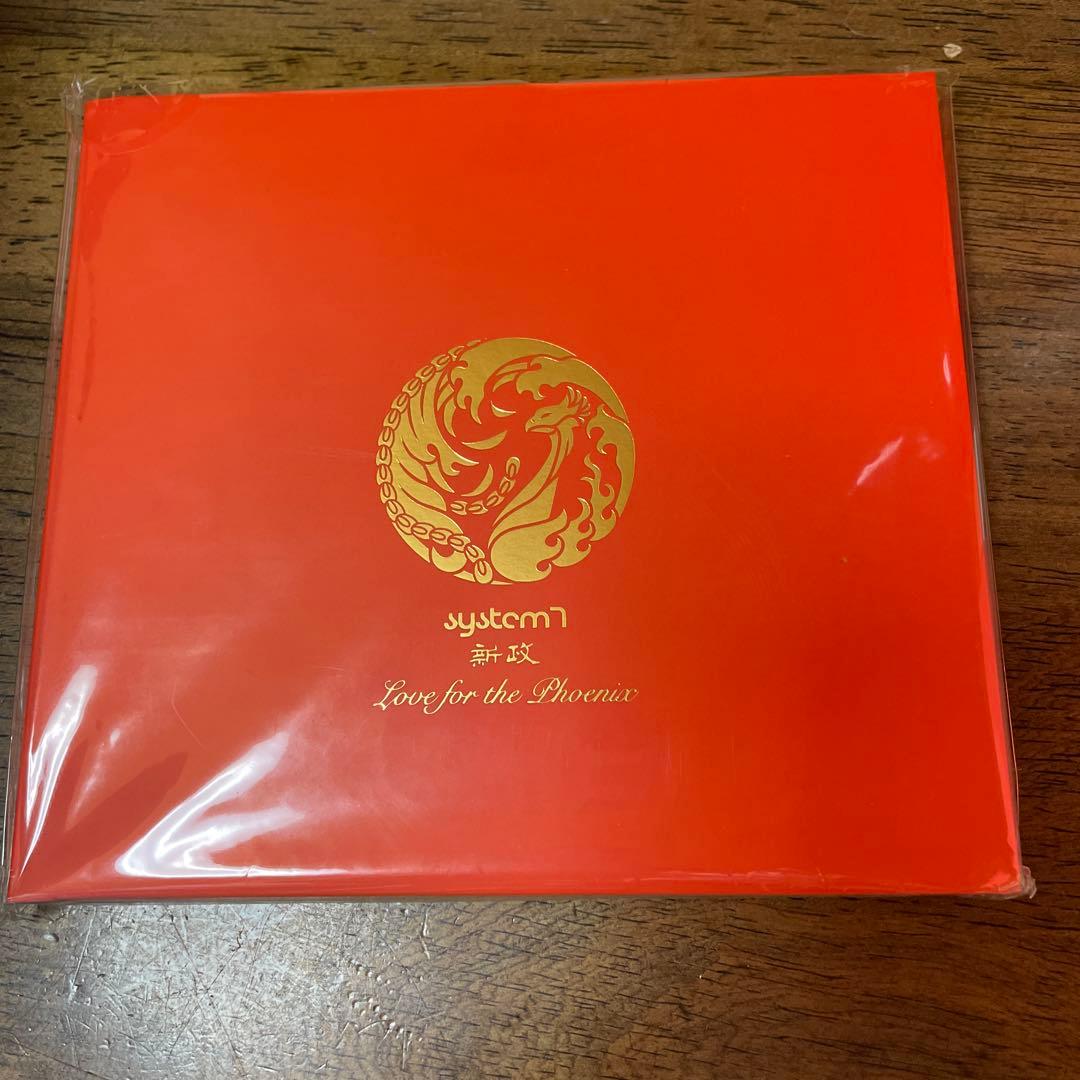 system7
新政
Love for the Phoenix